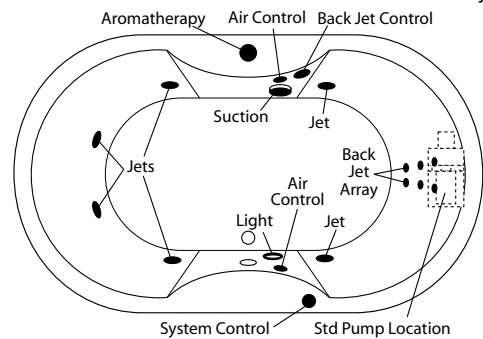 Aromatherapy
Air Control
Back Jet Control
Suction
Jet
Jets
Back
Jet
Array
Air
Control
Light
Jet
System Control
Std Pump Location